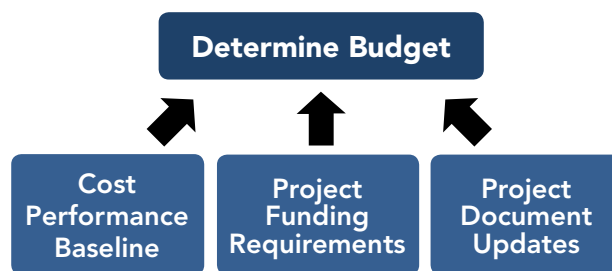 Determine Budget
Cost
Performance
Baseline
Project
Funding
Requirements
Project
Document
Updates